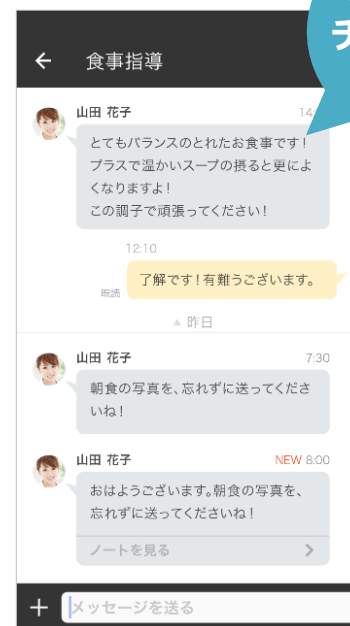 チ
食事指導
山田 花子
14:
とてもバランスのとれたお食事です!
プラスで温かいスープの摂ると更によ
くなりますよ!
この調子で頑張ってください!
12:10
了解です!有難うございます。
既読
▲ 昨日
山田 花子 7:30
朝食の写真を、忘れずに送ってくださ
いね!
山田 花子 NEW 8:00
おはようございます。朝食の写真を、
忘れずに送ってくださいね!
ノートを見る
メッセージを送る